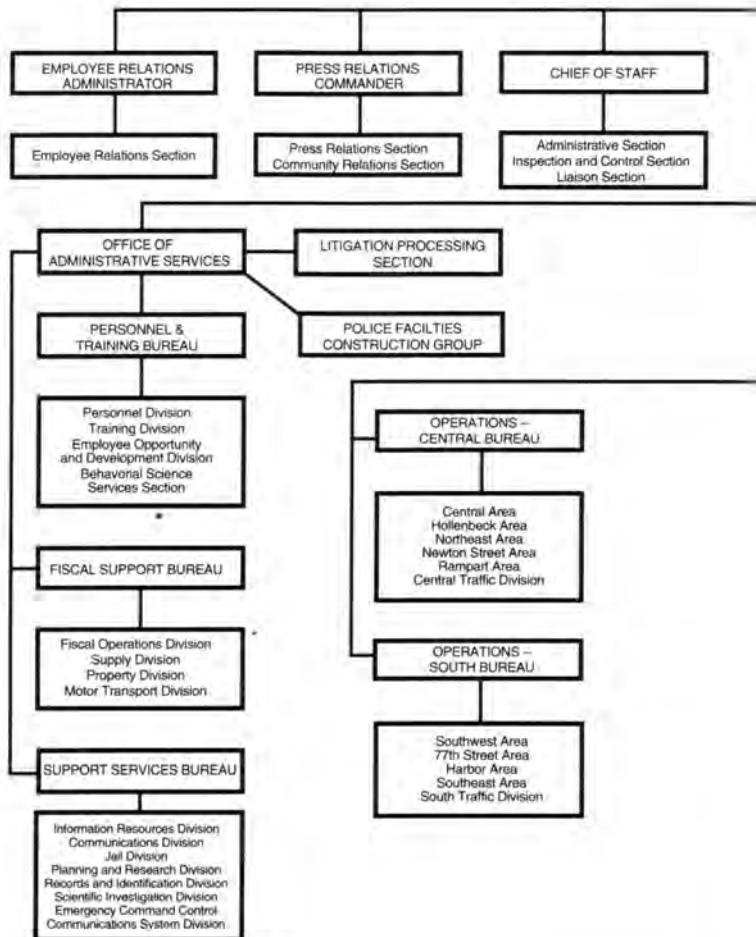 EMPLOYEE RELATIONS
ADMINISTRATOR
PRESS RELATIONS
COMMANDER
CHIEF OF STAFF
Employee Relations Section
Press Relations Section
Community Relations Section
Administrative Section
Inspection and Control Section
Liaison Section
OFFICE OF
ADMINISTRATIVE SERVICES
LITIGATION PROCESSING
SECTION
PERSONNEL &
TRAINING BUREAU
POLICE FACILTIES
CONSTRUCTION GROUP
Personnel Division
Training Division
Employee Opportunity
and Development Division
Behavorial Science
Services Section
OPERATIONS –
CENTRAL BUREAU
Central Area
Hollenbeck Area
Northeast Area
Newton Street Area
Rampart Area
Central Traffic Division
FISCAL SUPPORT BUREAU
Fiscal Operations Division
Supply Division
Property Division
Motor Transport Division
OPERATIONS –
SOUTH BUREAU
Southwest Area
77th Street Area
Harbor Area
Southeast Area
South Traffic Division
SUPPORT SERVICES BUREAU
Information Resources Division
Communications Division
Jail Division
Planning and Research Division
Records and Identification Division
Scientific Investigation Division
Emergency Command Control
Communications System Division